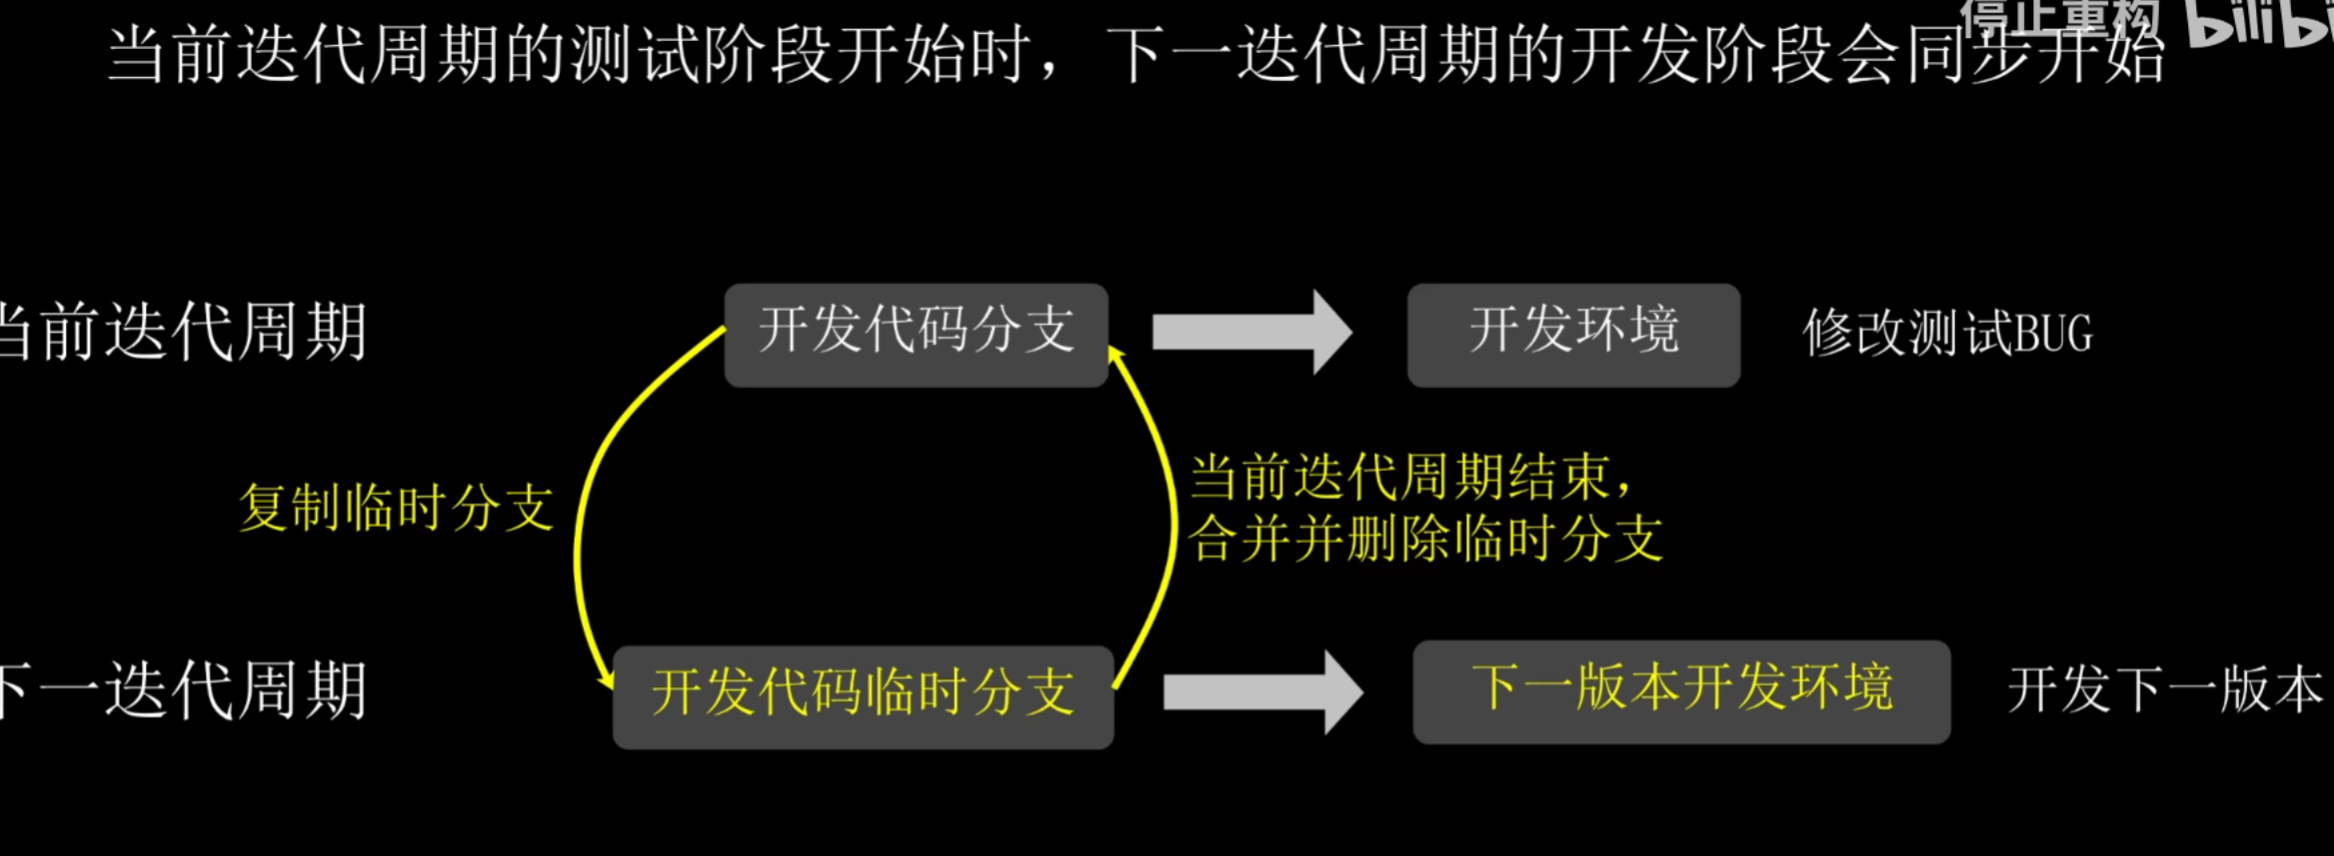 当前迭代周期的测试阶段开始时，下一迭代周期的开发阶段会同步开始
停止重构
当前迭代周期
开发代码分支
开发环境
修改测试BUG
复制临时分支
当前迭代周期结束，
合并并删除临时分支
下一迭代周期
开发代码临时分支
下一版本开发环境
开发下一版本